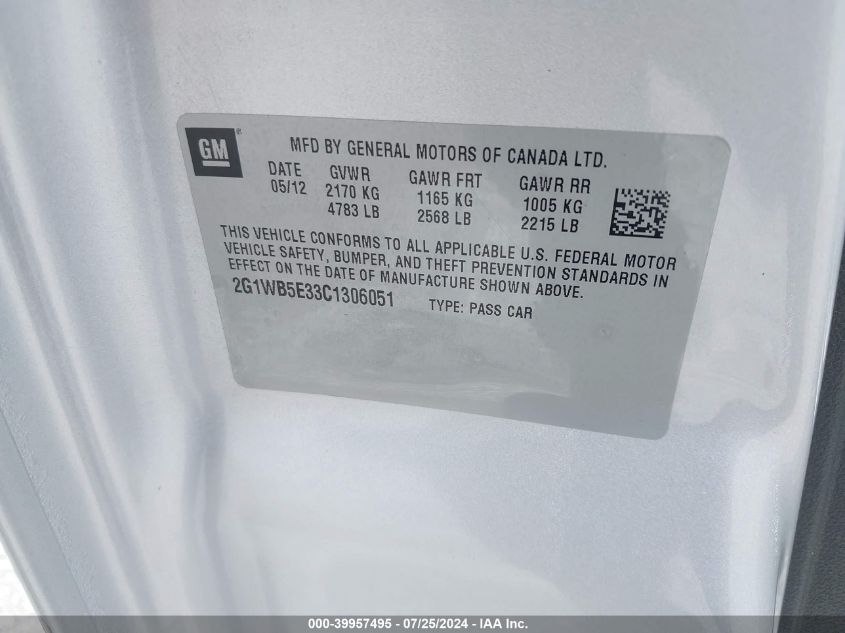 GM ®
MFD BY GENERAL MOTORS OF CANADA LTD.
DATE GVWR GAWR FRT GAWR RR
05/12 2170 KG 1165 KG 1005 KG
4783 LB 2568 LB 2215 LB
THIS VEHICLE CONFORMS TO ALL APPLICABLE U.S. FEDERAL MOTOR
VEHICLE SAFETY, BUMPER, AND THEFT PREVENTION STANDARDS IN
EFFECT ON THE DATE OF MANUFACTURE SHOWN ABOVE.
2G1WB5E33C1306051 TYPE: PASS CAR
000-39957495 - 07/25/2024 - IAA Inc.